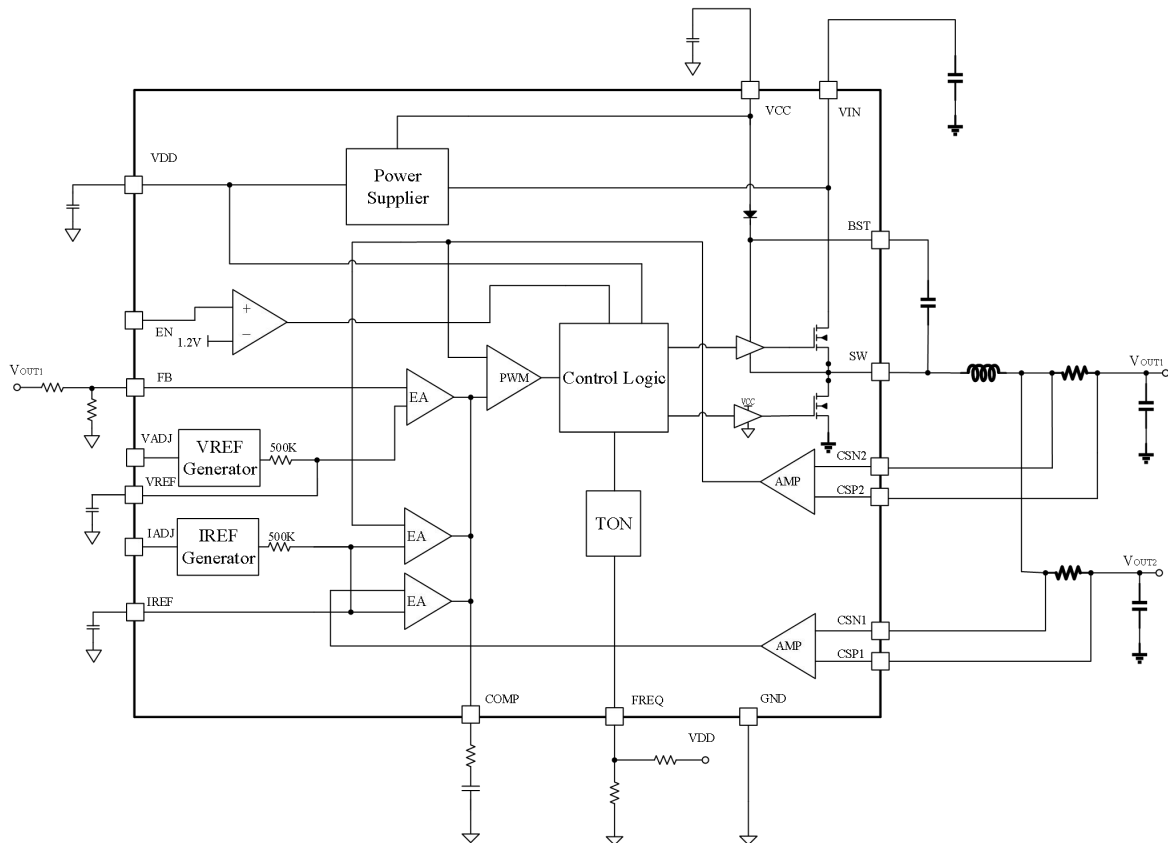 VCC
VIN
VDD
Power
Supplier
BST
EN
+
−
1.2V
VOUT1
FB
EA
PWM
Control Logic
VCC
SW
VOUT1
VADJ
VREF
Generator
500K
VREF
CSN2
AMP
CSP2
IADJ
IREF
Generator
500K
EA
TON
VOUT2
IREF
EA
CSN1
AMP
CSP1
COMP
FREQ
GND
VDD